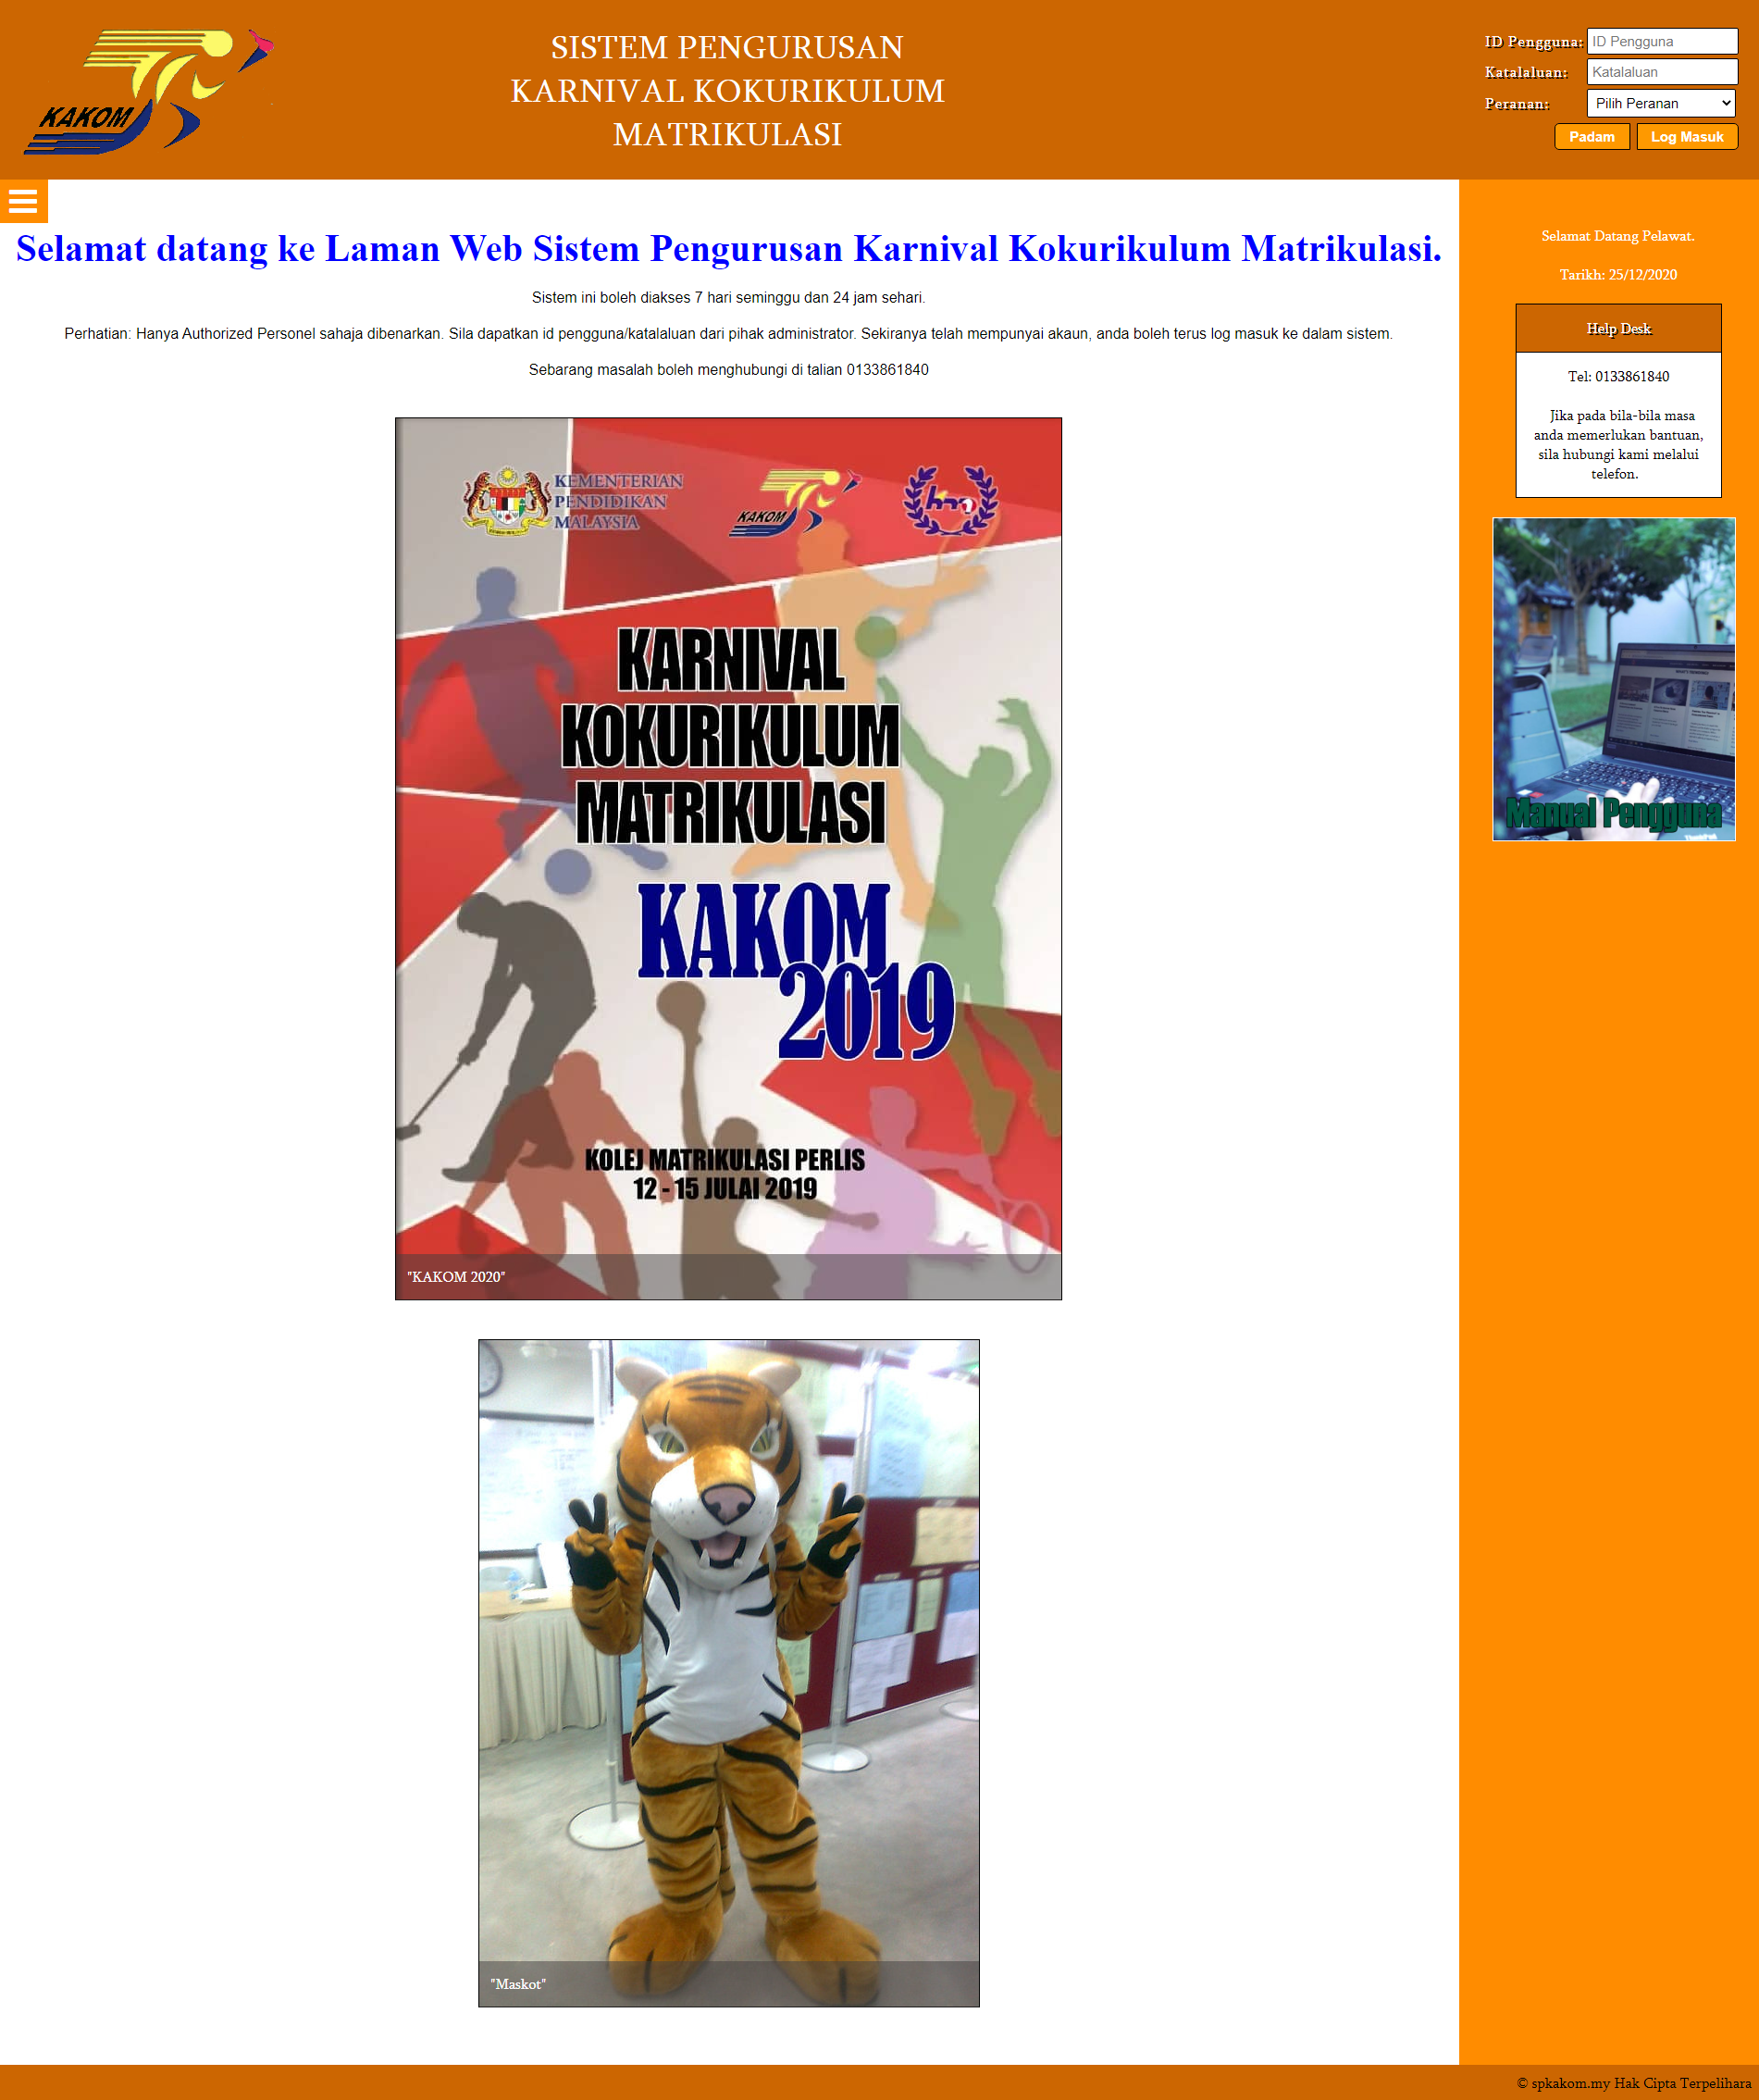 KAKOM
SISTEM PENGURUSAN
KARNIVAL KOKURIKULUM
MATRIKULASI
ID Pengguna: ID Pengguna
Katalaluan: Katalaluan
Peranan: Pilih Peranan
Padam Log Masuk
Selamat datang ke Laman Web Sistem Pengurusan Karnival Kokurikulum Matrikulasi.
Sistem ini boleh diakses 7 hari seminggu dan 24 jam sehari.
Perhatian: Hanya Authorized Personel sahaja dibenarkan. Sila dapatkan id pengguna/katalaluan dari pihak administrator. Sekiranya telah mempunyai akaun, anda boleh terus log masuk ke dalam sistem.
Sebarang masalah boleh menghubungi di talian 0133861840
KEMENTERIAN
PENDIDIKAN
MALAYSIA
KAKOM
KARNIVAL
KOKURIKULUM
MATRIKULASI
KAKOM
2019
KOLEJ MATRIKULASI PERLIS
12 - 15 JULAI 2019
"KAKOM 2020"
"Maskot"
Selamat Datang Pelawat.
Tarikh: 25/12/2020
Help Desk
Tel: 0133861840
Jika pada bila-bila masa
anda memerlukan bantuan,
sila hubungi kami melalui
telefon.
Manual Pengguna
© spkakom.my Hak Cipta Terpelihara